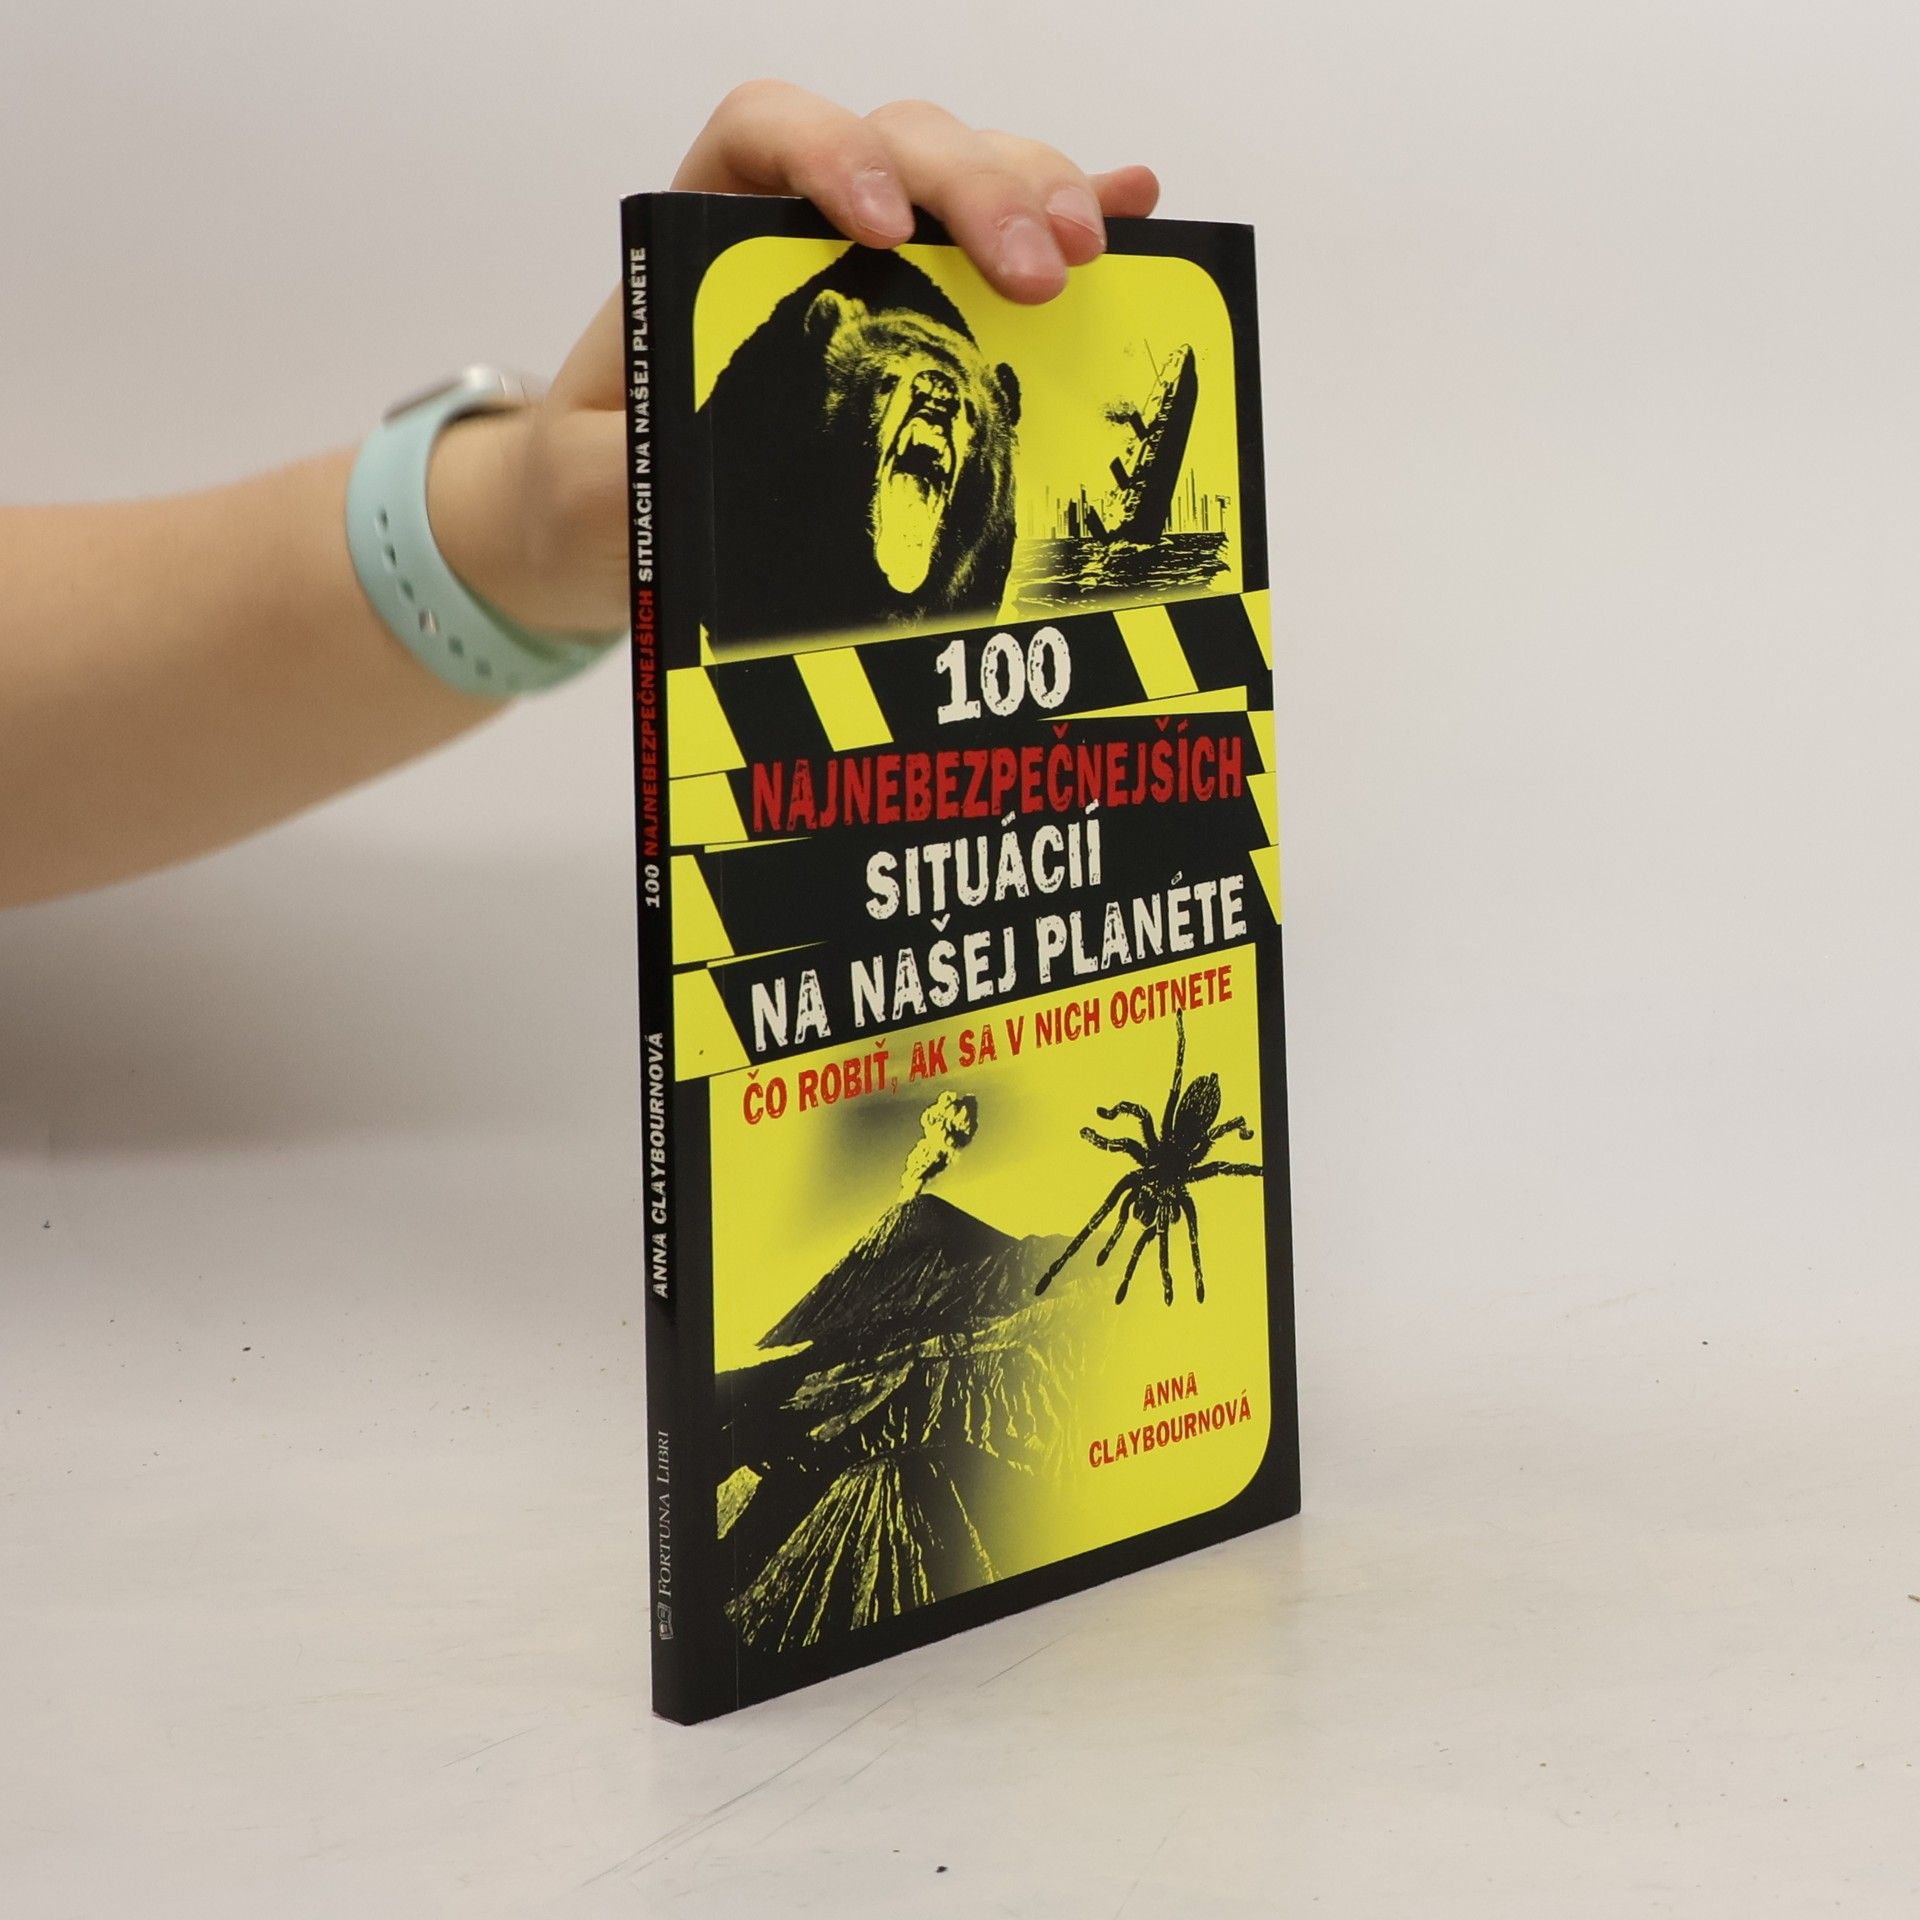 100 NAJNEBEZPEČNEJŠÍCH SITUÁCIÍ NA NAŠEJ PLANÉTE
ANNA CLAYBOURNOVÁ
FORTUNA LIBRI
100
NAJNEBEZPEČNEJŠÍCH
SITUÁCIÍ
NA NAŠEJ PLANÉTE
ČO ROBIŤ, AK SA V NICH OCITNETE
ANNA
CLAYBOURNOVÁ